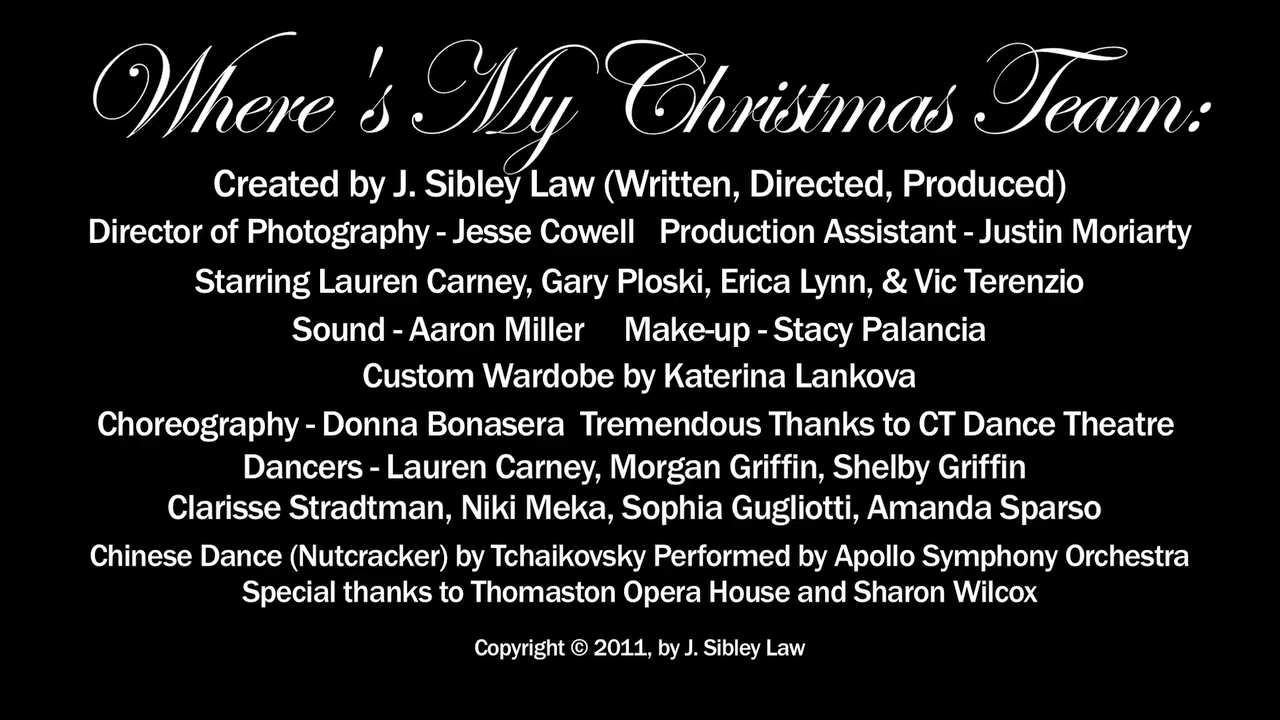 Where's My Christmas Team:
Created by J. Sibley Law (Written, Directed, Produced)
Director of Photography - Jesse Cowell Production Assistant - Justin Moriarty
Starring Lauren Carney, Gary Ploski, Erica Lynn, & Vic Terenzio
Sound - Aaron Miller Make-up - Stacy Palancia
Custom Wardobe by Katerina Lankova
Choreography - Donna Bonasera Tremendous Thanks to CT Dance Theatre
Dancers - Lauren Carney, Morgan Griffin, Shelby Griffin
Clarisse Stradtman, Niki Meka, Sophia Gugliotti, Amanda Sparso
Chinese Dance (Nutcracker) by Tchaikovsky Performed by Apollo Symphony Orchestra
Special thanks to Thomaston Opera House and Sharon Wilcox
Copyright © 2011, by J. Sibley Law